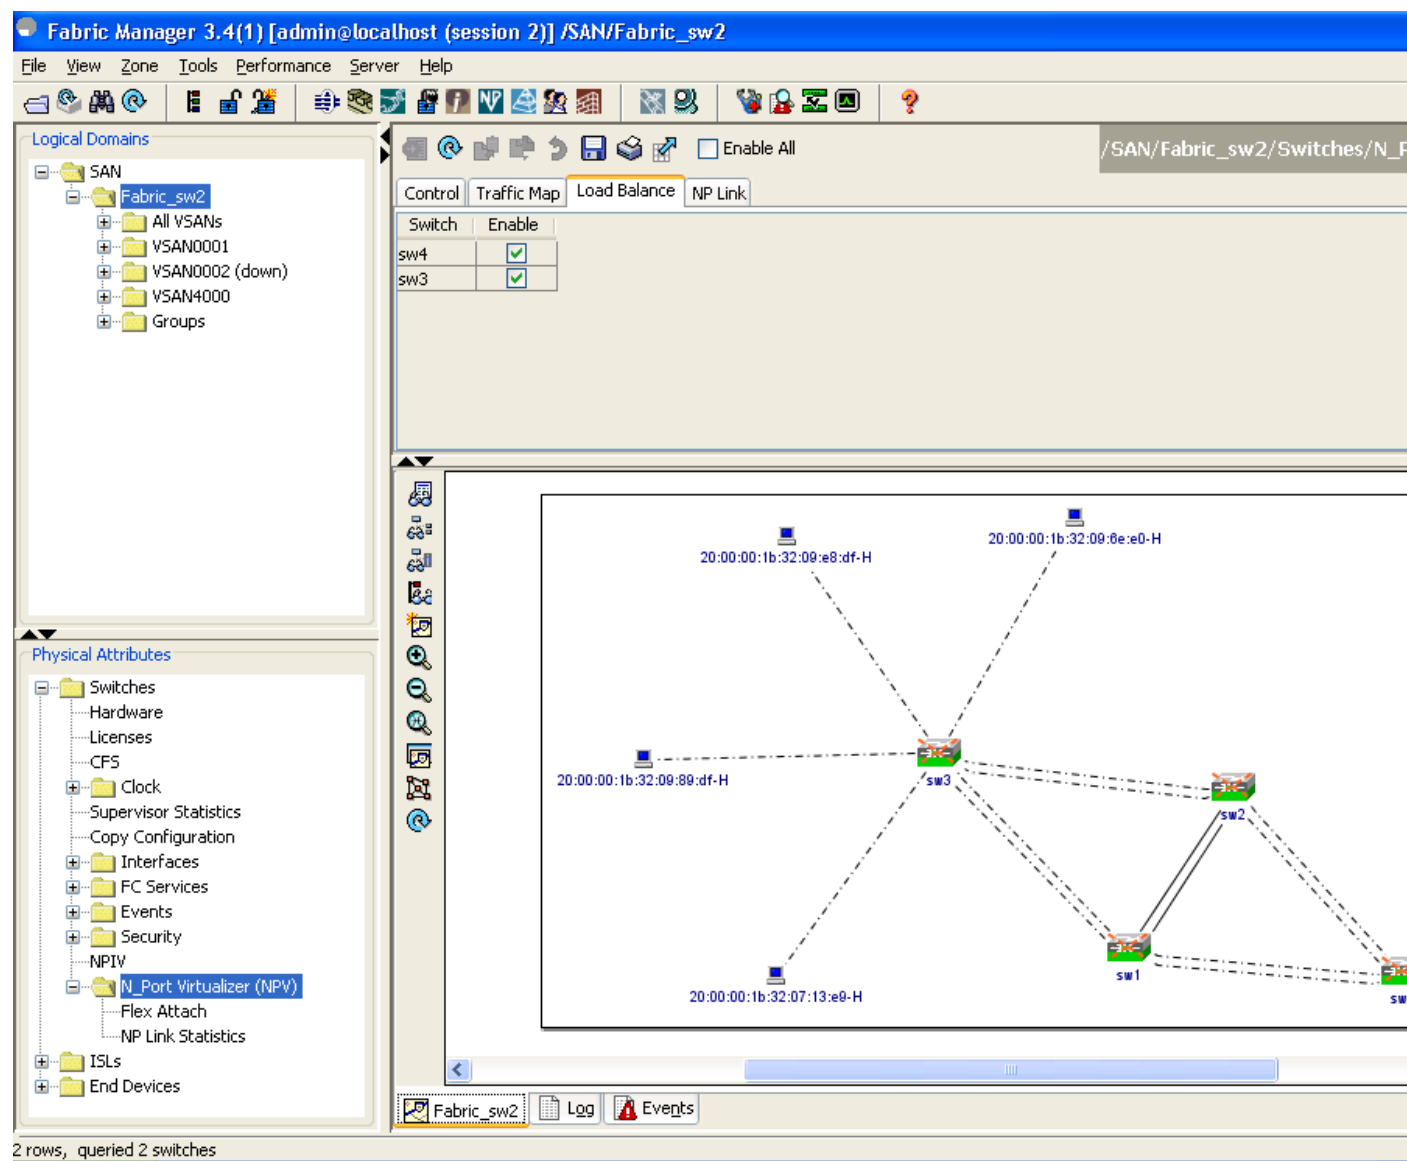 Fabric Manager 3.4(1) [admin@localhost (session 2)] /SAN/Fabric_sw2
File View Zone Tools Performance Server Help
Logical Domains
SAN
Fabric_sw2
All VSANs
VSAN0001
VSAN0002 (down)
VSAN4000
Groups
Physical Attributes
Switches
Hardware
Licenses
CFS
Clock
Supervisor Statistics
Copy Configuration
Interfaces
FC Services
Events
Security
NPIV
N_Port Virtualizer (NPV)
Flex Attach
NP Link Statistics
ISLs
End Devices
Enable All
/SAN/Fabric_sw2/Switches/N_P
Control Traffic Map Load Balance NP Link
Switch Enable
sw4
sw3
20:00:00:1b:32:09:6e:e0-H
20:00:00:1b:32:09:e8:df-H
20:00:00:1b:32:09:89:df-H
sw3
sw2
sw1
20:00:00:1b:32:07:13:e9-H
sw
Fabric_sw2 Log Events
2 rows, queried 2 switches